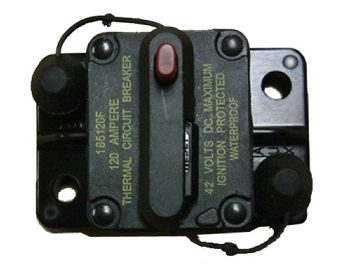 185120F
120 AMPERE
THERMAL CIRCUIT BREAKER
42 VOLTS DC MAXIMUM
IGNITION PROTECTED
WATERPROOF